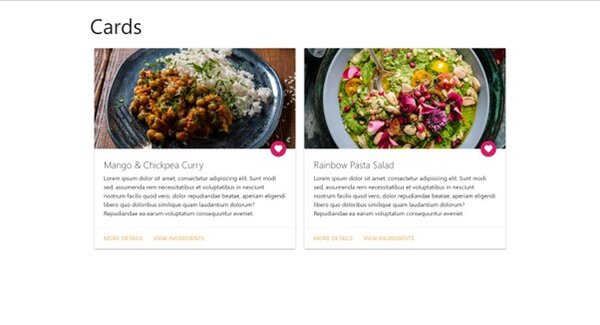 Cards
Mango & Chickpea Curry
Lorem ipsum dolor sit amet, consectetur adipisicing elit. Sunt modi
sed, assumenda rem necessitatibus et voluptatibus in nesciunt
nostrum facilis quod vero, dolor repudiandae beatae, aperiam eligendi
libero quos doloribus similique quam laudantium dolorum?
Repudiandae ea earum voluptatum consequuntur eveniet.
MORE DETAILS VIEW INGREDIENTS
Rainbow Pasta Salad
Lorem ipsum dolor sit amet, consectetur adipisicing elit. Sunt modi
sed, assumenda rem necessitatibus et voluptatibus in nesciunt
nostrum facilis quod vero, dolor repudiandae beatae, aperiam eligendi
libero quos doloribus similique quam laudantium dolorum?
Repudiandae ea earum voluptatum consequuntur eveniet.
MORE DETAILS VIEW INGREDIENTS